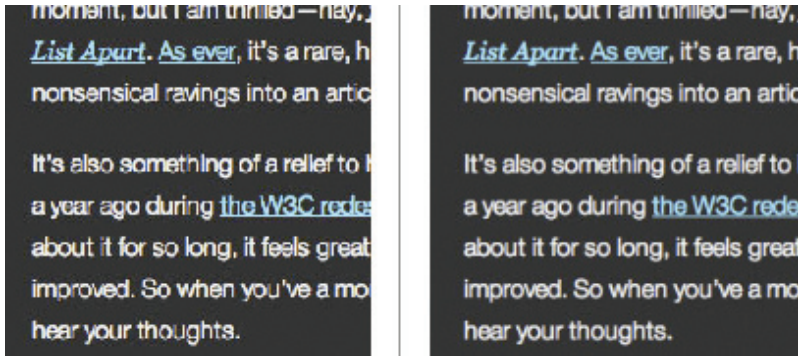 moment, but I am thrilled—nay,
List Apart. As ever, it's a rare, h
nonsensical ravings into an artic
It's also something of a relief to h
a year ago during the W3C redes
about it for so long, it feels great
improved. So when you've a mo
hear your thoughts.
moment, but I am thrilled—nay,
List Apart. As ever, it's a rare, h
nonsensical ravings into an artic
It's also something of a relief to
a year ago during the W3C rede
about it for so long, it feels great
improved. So when you've a mo
hear your thoughts.